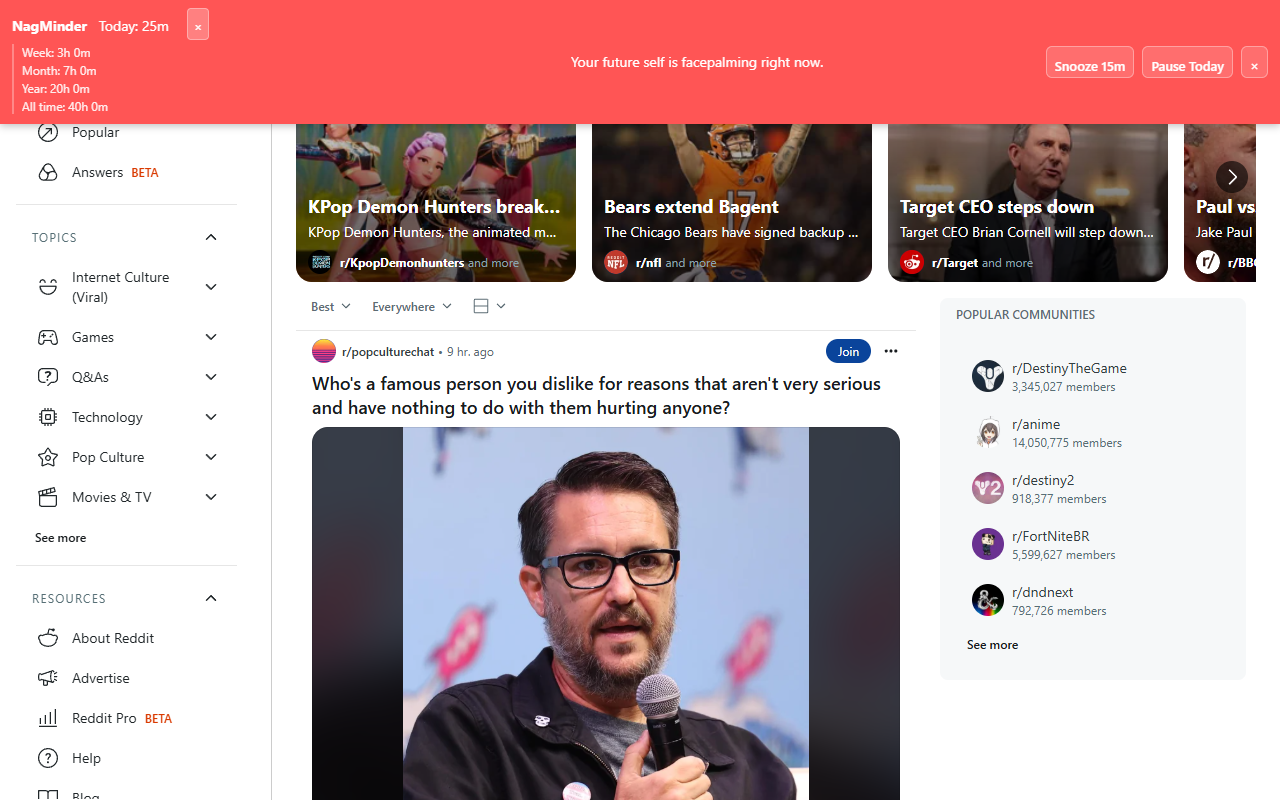 NagMinder Today: 25m ×
Week: 3h 0m
Month: 7h 0m
Year: 20h 0m
All time: 40h 0m
Your future self is facepalming right now.
Snooze 15m Pause Today ×
Popular
Answers BETA
TOPICS
Internet Culture
(Viral)
Games
Q&As
Technology
Pop Culture
Movies & TV
See more
RESOURCES
About Reddit
Advertise
Reddit Pro BETA
Help
Blog
KPop Demon Hunters break...
KPop Demon Hunters, the animated m...
r/KpopDemonhunters and more
Bears extend Bagent
The Chicago Bears have signed backup ...
r/nfl and more
Target CEO steps down
Target CEO Brian Cornell will step down...
r/Target and more
Paul vs
Jake Paul
r/BBC
Best
Everywhere
r/popculturechat • 9 hr. ago
Join
Who's a famous person you dislike for reasons that aren't very serious
and have nothing to do with them hurting anyone?
POPULAR COMMUNITIES
r/DestinyTheGame
3,345,027 members
r/anime
14,050,775 members
r/destiny2
918,377 members
r/FortNiteBR
5,599,627 members
r/dndnext
792,726 members
See more